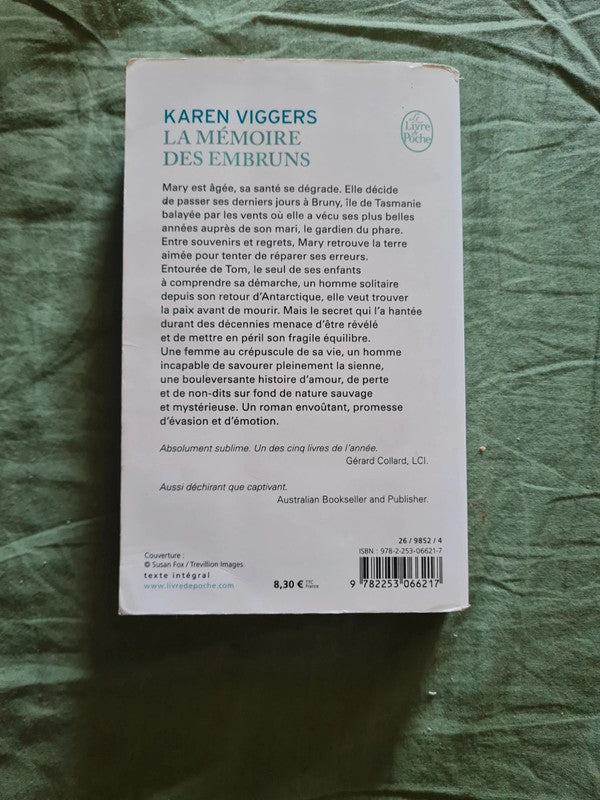 KAREN VIGGERS
LA MÉMOIRE
DES EMBRUNS
Le
Livre
de
Poche
Mary est âgée, sa santé se dégrade. Elle décide
de passer ses derniers jours à Bruny, île de Tasmanie
balayée par les vents où elle a vécu ses plus belles
années auprès de son mari, le gardien du phare.
Entre souvenirs et regrets, Mary retrouve la terre
aimée pour tenter de réparer ses erreurs.
Entourée de Tom, le seul de ses enfants
à comprendre sa démarche, un homme solitaire
depuis son retour d'Antarctique, elle veut trouver
la paix avant de mourir. Mais le secret qui l'a hantée
durant des décennies menace d'être révélé
et de mettre en péril son fragile équilibre.
Une femme au crépuscule de sa vie, un homme
incapable de savourer pleinement la sienne,
une bouleversante histoire d'amour, de perte
et de non-dits sur fond de nature sauvage
et mystérieuse. Un roman envoûtant, promesse
d'évasion et d'émotion.
Absolument sublime. Un des cinq livres de l'année.
Gérard Collard, LCI.
Aussi déchirant que captivant.
Australian Bookseller and Publisher.
Couverture :
© Susan Fox / Trevillion Images
texte intégral
www.livredepoche.com
8,30 € TTC
France
26 / 9852 / 4
ISBN : 978-2-253-06621-7
9 782253 066217